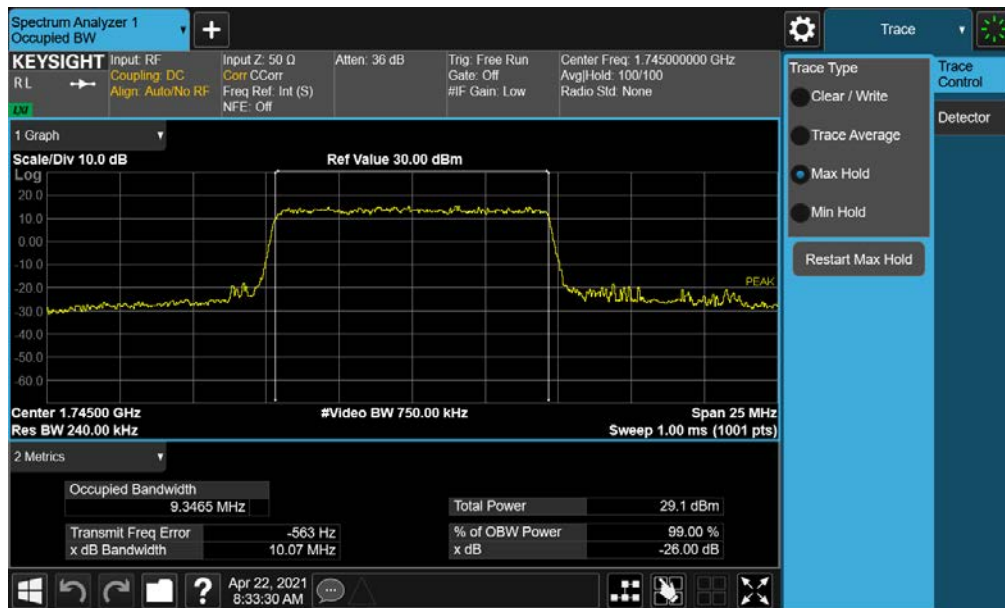 Spectrum Analyzer 1
Occupied BW
+
Trace
KEYSIGHT
RL
LXI
Input: RF
Coupling: DC
Align: Auto/No RF
Input Z: 50 Ω
Corr CCorr
Freq Ref: Int (S)
NFE: Off
Atten: 36 dB
Trig: Free Run
Gate: Off
#IF Gain: Low
Center Freq: 1.745000000 GHz
Avg|Hold: 100/100
Radio Std: None
1 Graph
Scale/Div 10.0 dB
Ref Value 30.00 dBm
Log
20.0
10.0
0.00
-10.0
-20.0
-30.0
-40.0
-50.0
-60.0
PEAK
Center 1.74500 GHz
#Video BW 750.00 kHz
Span 25 MHz
Res BW 240.00 kHz
Sweep 1.00 ms (1001 pts)
2 Metrics
Occupied Bandwidth
9.3465 MHz
Total Power 29.1 dBm
Transmit Freq Error -563 Hz
% of OBW Power 99.00 %
x dB Bandwidth 10.07 MHz
x dB -26.00 dB
Trace Type
Clear / Write
Trace Average
Max Hold
Min Hold
Restart Max Hold
Trace
Control
Detector
?
Apr 22, 2021
8:33:30 AM